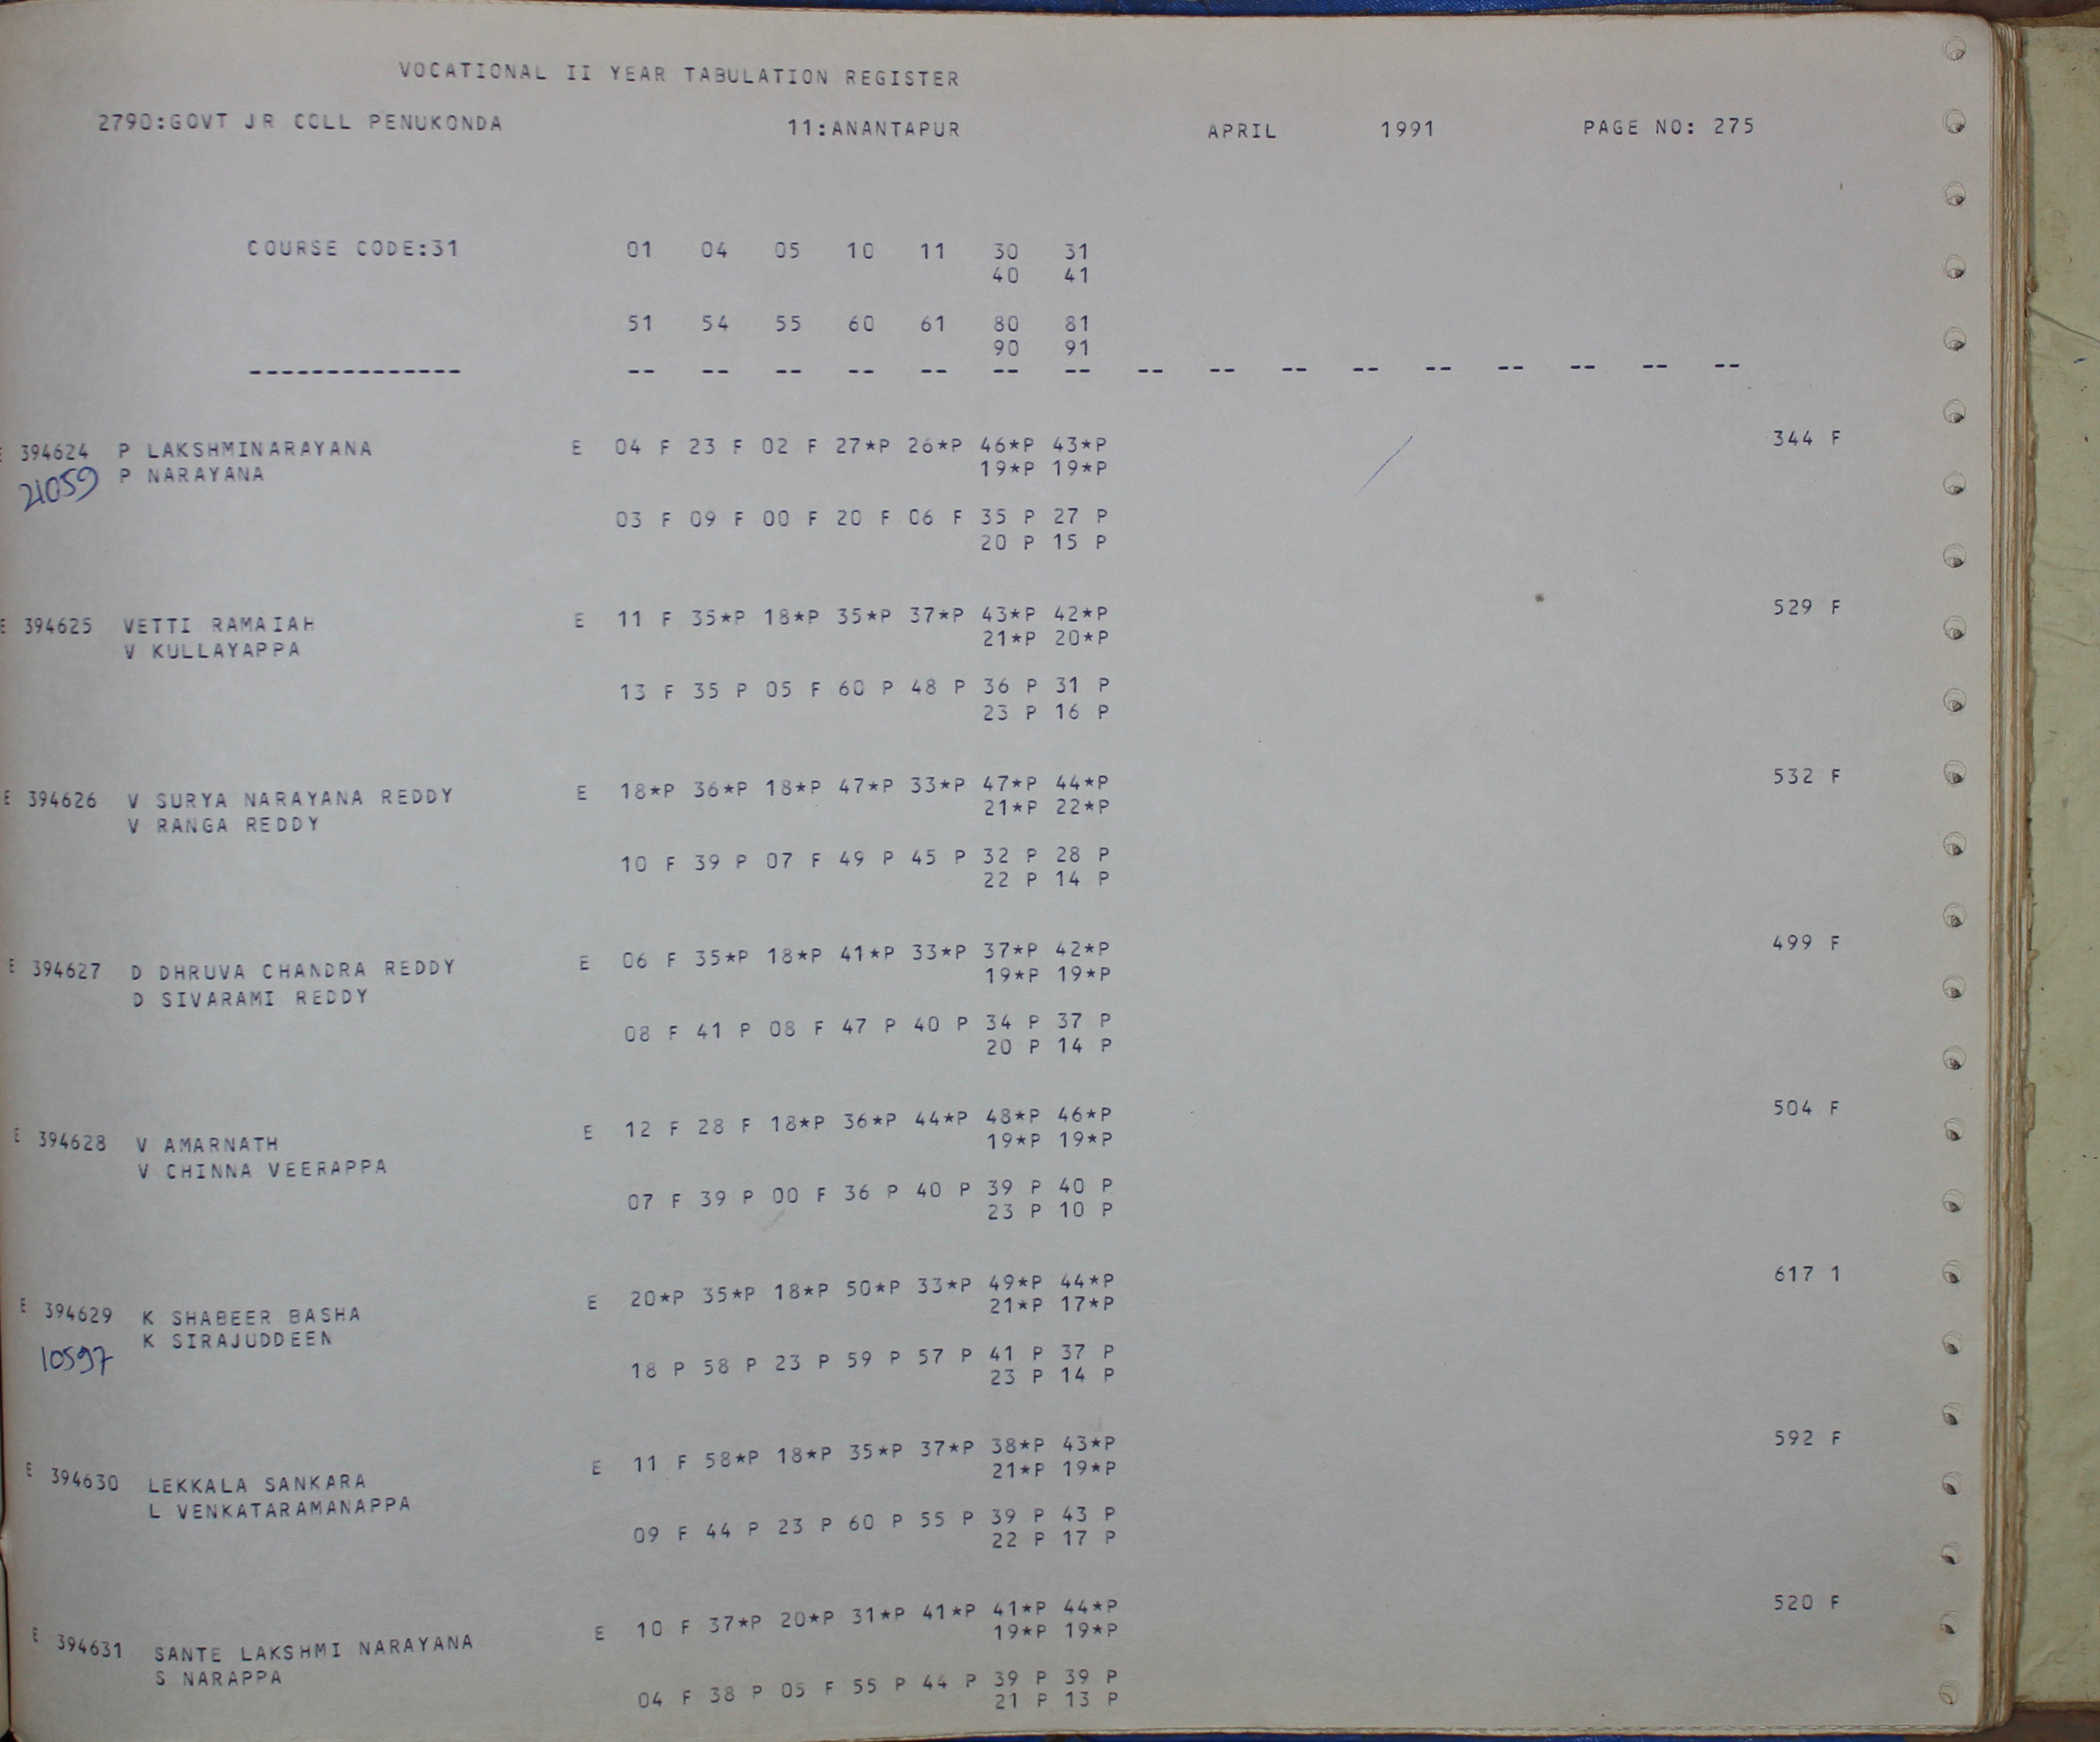 VOCATIONAL II YEAR TABULATION REGISTER
2790:GOVT JR COLL PENUKONDA 11:ANANTAPUR APRIL 1991 PAGE NO: 275
COURSE CODE:31 01 04 05 10 11 30 31
40 41
51 54 55 60 61 80 81
90 91
-------------- -- -- -- -- -- -- -- -- -- -- -- -- -- -- -- --
E 394624 P LAKSHMINARAYANA E 04 F 23 F 02 F 27*P 26*P 46*P 43*P 344 F
21059 P NARAYANA 19*P 19*P
03 F 09 F 00 F 20 F 06 F 35 P 27 P
20 P 15 P
E 394625 VETTI RAMAIAH E 11 F 35*P 18*P 35*P 37*P 43*P 42*P 529 F
V KULLAYAPPA 21*P 20*P
13 F 35 P 05 F 60 P 48 P 36 P 31 P
23 P 16 P
E 394626 V SURYA NARAYANA REDDY E 18*P 36*P 18*P 47*P 33*P 47*P 44*P 532 F
V RANGA REDDY 21*P 22*P
10 F 39 P 07 F 49 P 45 P 32 P 28 P
22 P 14 P
E 394627 D DHRUVA CHANDRA REDDY E 06 F 35*P 18*P 41*P 33*P 37*P 42*P 499 F
D SIVARAMI REDDY 19*P 19*P
08 F 41 P 08 F 47 P 40 P 34 P 37 P
20 P 14 P
E 394628 V AMARNATH E 12 F 28 F 18*P 36*P 44*P 48*P 46*P 504 F
V CHINNA VEERAPPA 19*P 19*P
07 F 39 P 00 F 36 P 40 P 39 P 40 P
23 P 10 P
E 394629 K SHABEER BASHA E 20*P 35*P 18*P 50*P 33*P 49*P 44*P 617 1
K SIRAJUDDEEN 21*P 17*P
10597
18 P 58 P 23 P 59 P 57 P 41 P 37 P
23 P 14 P
E 394630 LEKKALA SANKARA E 11 F 58*P 18*P 35*P 37*P 38*P 43*P 592 F
L VENKATARAMANAPPA 21*P 19*P
09 F 44 P 23 P 60 P 55 P 39 P 43 P
22 P 17 P
E 394631 SANTE LAKSHMI NARAYANA E 10 F 37*P 20*P 31*P 41*P 41*P 44*P 520 F
S NARAPPA 19*P 19*P
04 F 38 P 05 F 55 P 44 P 39 P 39 P
21 P 13 P